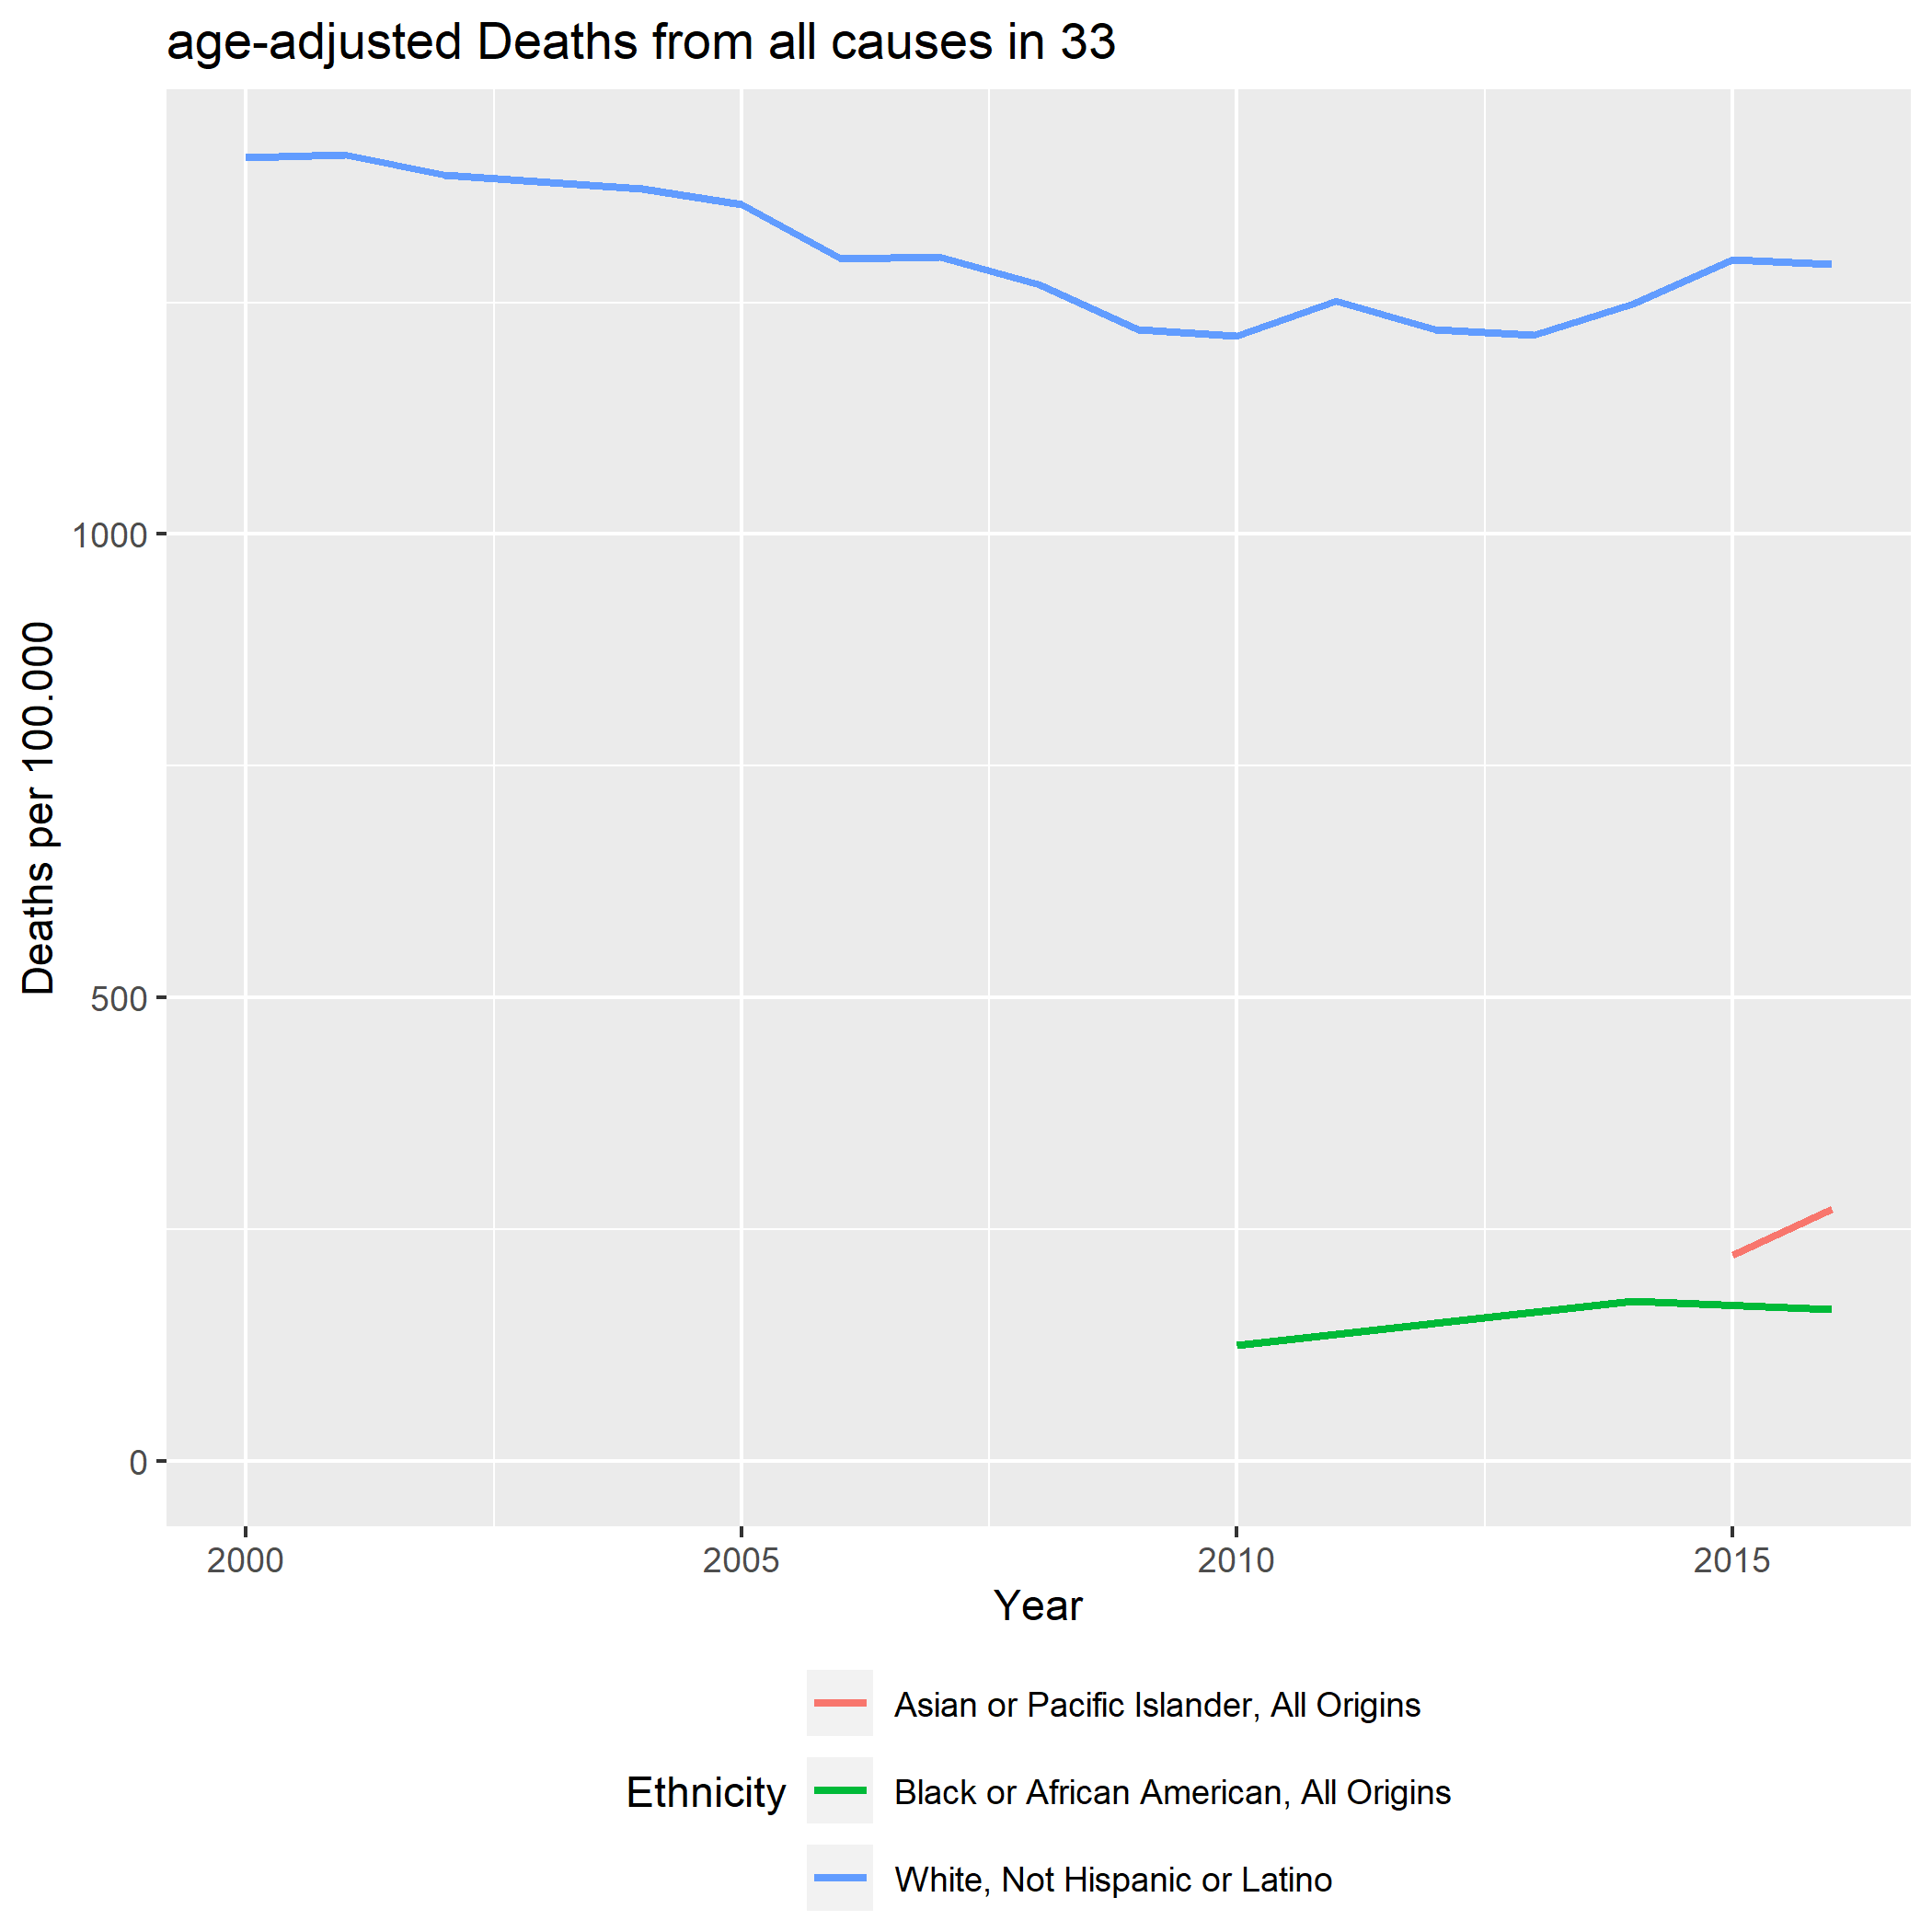 age-adjusted Deaths from all causes in 33
Deaths per 100.000
1000
500
0
2000 2005 2010 2015
Year
Ethnicity
Asian or Pacific Islander, All Origins
Black or African American, All Origins
White, Not Hispanic or Latino